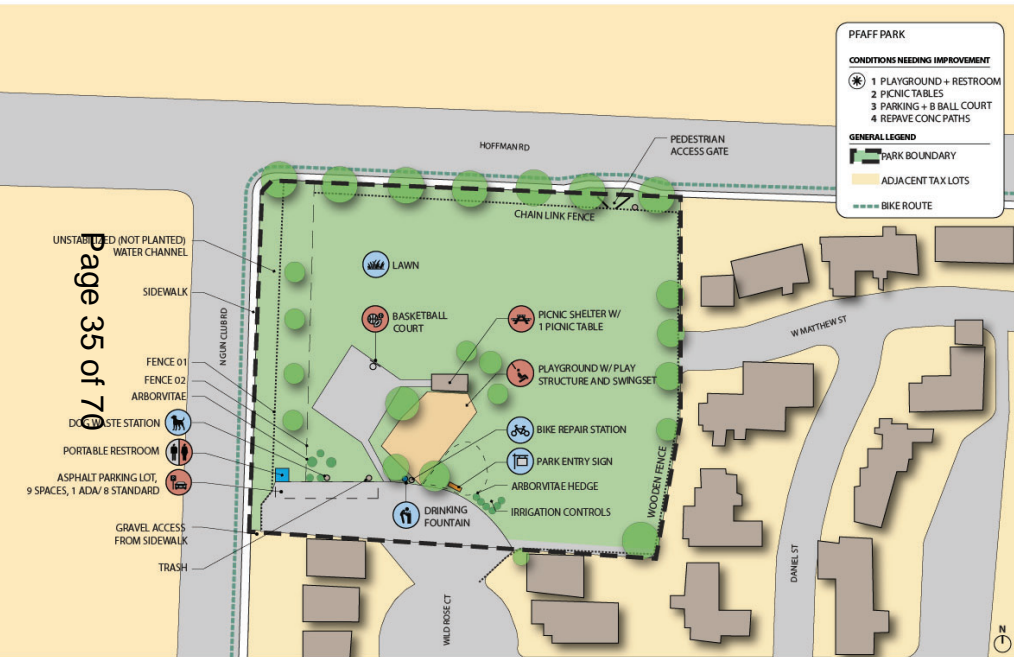 PFAFF PARK
CONDITIONS NEEDING IMPROVEMENT
1 PLAYGROUND + RESTROOM
2 PICNIC TABLES
3 PARKING + B BALL COURT
4 REPAVE CONC PATHS
GENERAL LEGEND
PARK BOUNDARY
ADJACENT TAX LOTS
BIKE ROUTE
HOFFMAN RD
PEDESTRIAN
ACCESS GATE
CHAIN LINK FENCE
UNSTABILIZED (NOT PLANTED)
WATER CHANNEL
SIDEWALK
N GUN CLUB RD
FENCE 01
FENCE 02
ARBORVITAE
DOG WASTE STATION
PORTABLE RESTROOM
ASPHALT PARKING LOT,
9 SPACES, 1 ADA/ 8 STANDARD
GRAVEL ACCESS
FROM SIDEWALK
TRASH
Page 35 of 70
LAWN
BASKETBALL
COURT
PICNIC SHELTER W/
1 PICNIC TABLE
PLAYGROUND W/ PLAY
STRUCTURE AND SWINGSET
BIKE REPAIR STATION
PARK ENTRY SIGN
ARBORVITAE HEDGE
IRRIGATION CONTROLS
DRINKING
FOUNTAIN
WOODEN FENCE
W MATTHEW ST
DANIEL ST
WILD ROSE CT
N